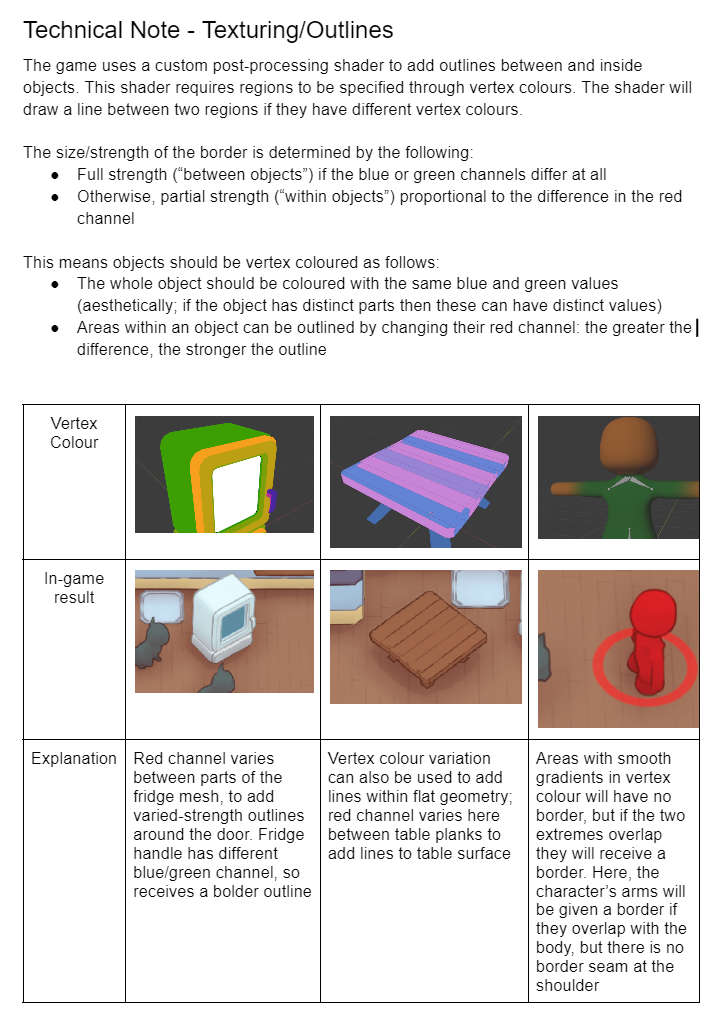 Technical Note - Texturing/Outlines
The game uses a custom post-processing shader to add outlines between and inside
objects. This shader requires regions to be specified through vertex colours. The shader will
draw a line between two regions if they have different vertex colours.
The size/strength of the border is determined by the following:
● Full strength (“between objects”) if the blue or green channels differ at all
● Otherwise, partial strength (“within objects”) proportional to the difference in the red
channel
This means objects should be vertex coloured as follows:
● The whole object should be coloured with the same blue and green values
(aesthetically; if the object has distinct parts then these can have distinct values)
● Areas within an object can be outlined by changing their red channel: the greater the
difference, the stronger the outline
Vertex
Colour
In-game
result
Explanation
Red channel varies
between parts of the
fridge mesh, to add
varied-strength outlines
around the door. Fridge
handle has different
blue/green channel, so
receives a bolder outline
Vertex colour variation
can also be used to add
lines within flat geometry;
red channel varies here
between table planks to
add lines to table surface
Areas with smooth
gradients in vertex
colour will have no
border, but if the two
extremes overlap
they will receive a
border. Here, the
character’s arms will
be given a border if
they overlap with the
body, but there is no
border seam at the
shoulder